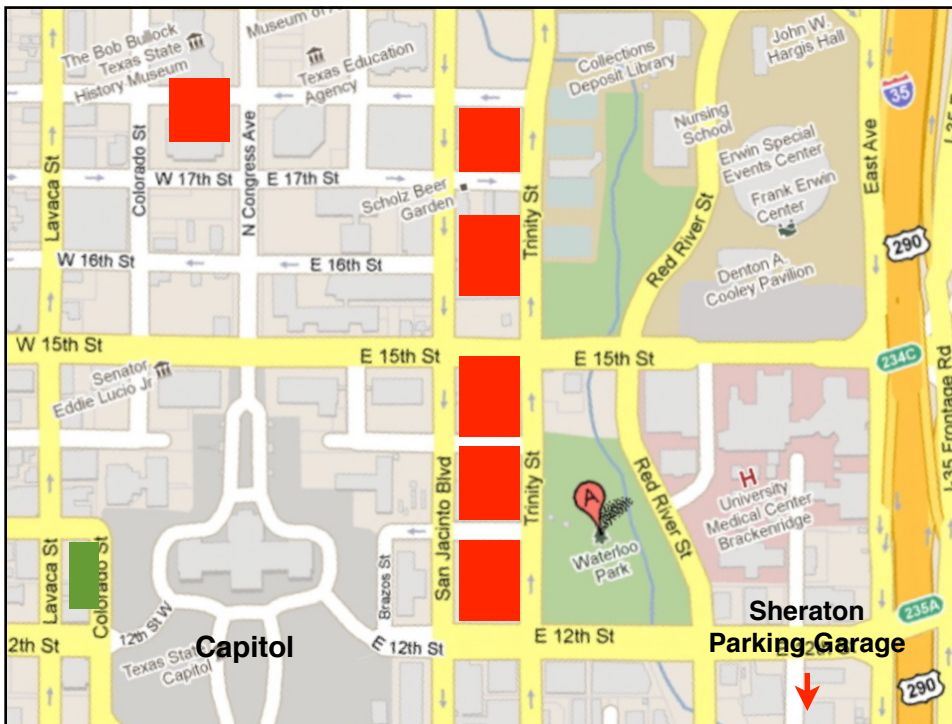 Museum of
The Bob Bullock
Texas State
History Museum
Texas Education
Agency
Collections
Deposit Library
John W.
Hargis Hall
35
Nursing
School
Erwin Special
Events Center
Frank Erwin
Center
East Ave
Lavaca St
Colorado St
N Congress Ave
W 17th St
E 17th St
Scholz Beer
Garden
Trinity St
Red River St
290
W 16th St
E 16th St
Denton A.
Cooley Pavilion
W 15th St
E 15th St
E 15th St
234C
Senator
Eddie Lucio Jr
San Jacinto Blvd
Trinity St
Red River St
A
H
University
Medical Center
Brackenridge
Waterloo
Park
Lavaca St
Colorado St
Brazos St
12th St W
E 12th St
E 12th St
2th St
Texas State
Capitol
Capitol
Sheraton
Parking Garage
235A
290
I-35 Frontage Rd